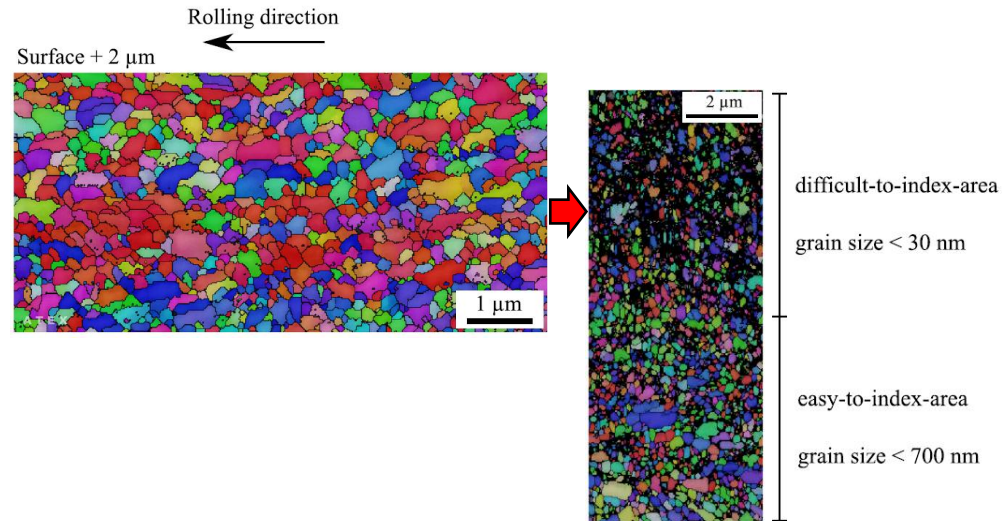 Rolling direction
Surface + 2 µm
2 µm
difficult-to-index-area
grain size < 30 nm
1 µm
ATEX
easy-to-index-area
grain size < 700 nm